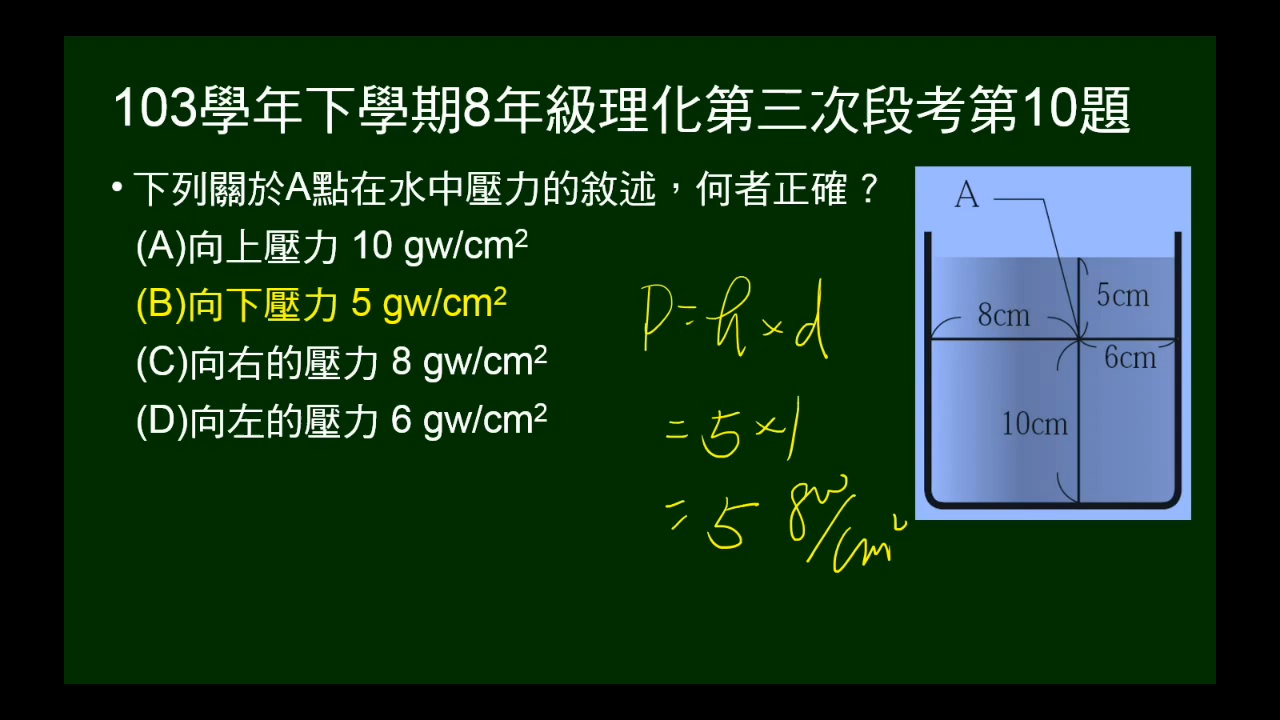 103學年下學期8年級理化第三次段考第10題
• 下列關於A點在水中壓力的敘述，何者正確？
(A)向上壓力 10 gw/cm²
(B)向下壓力 5 gw/cm²
(C)向右的壓力 8 gw/cm²
(D)向左的壓力 6 gw/cm²
P=h×d
=5×1
=5 gw/cm²
A
5cm
8cm
6cm
10cm